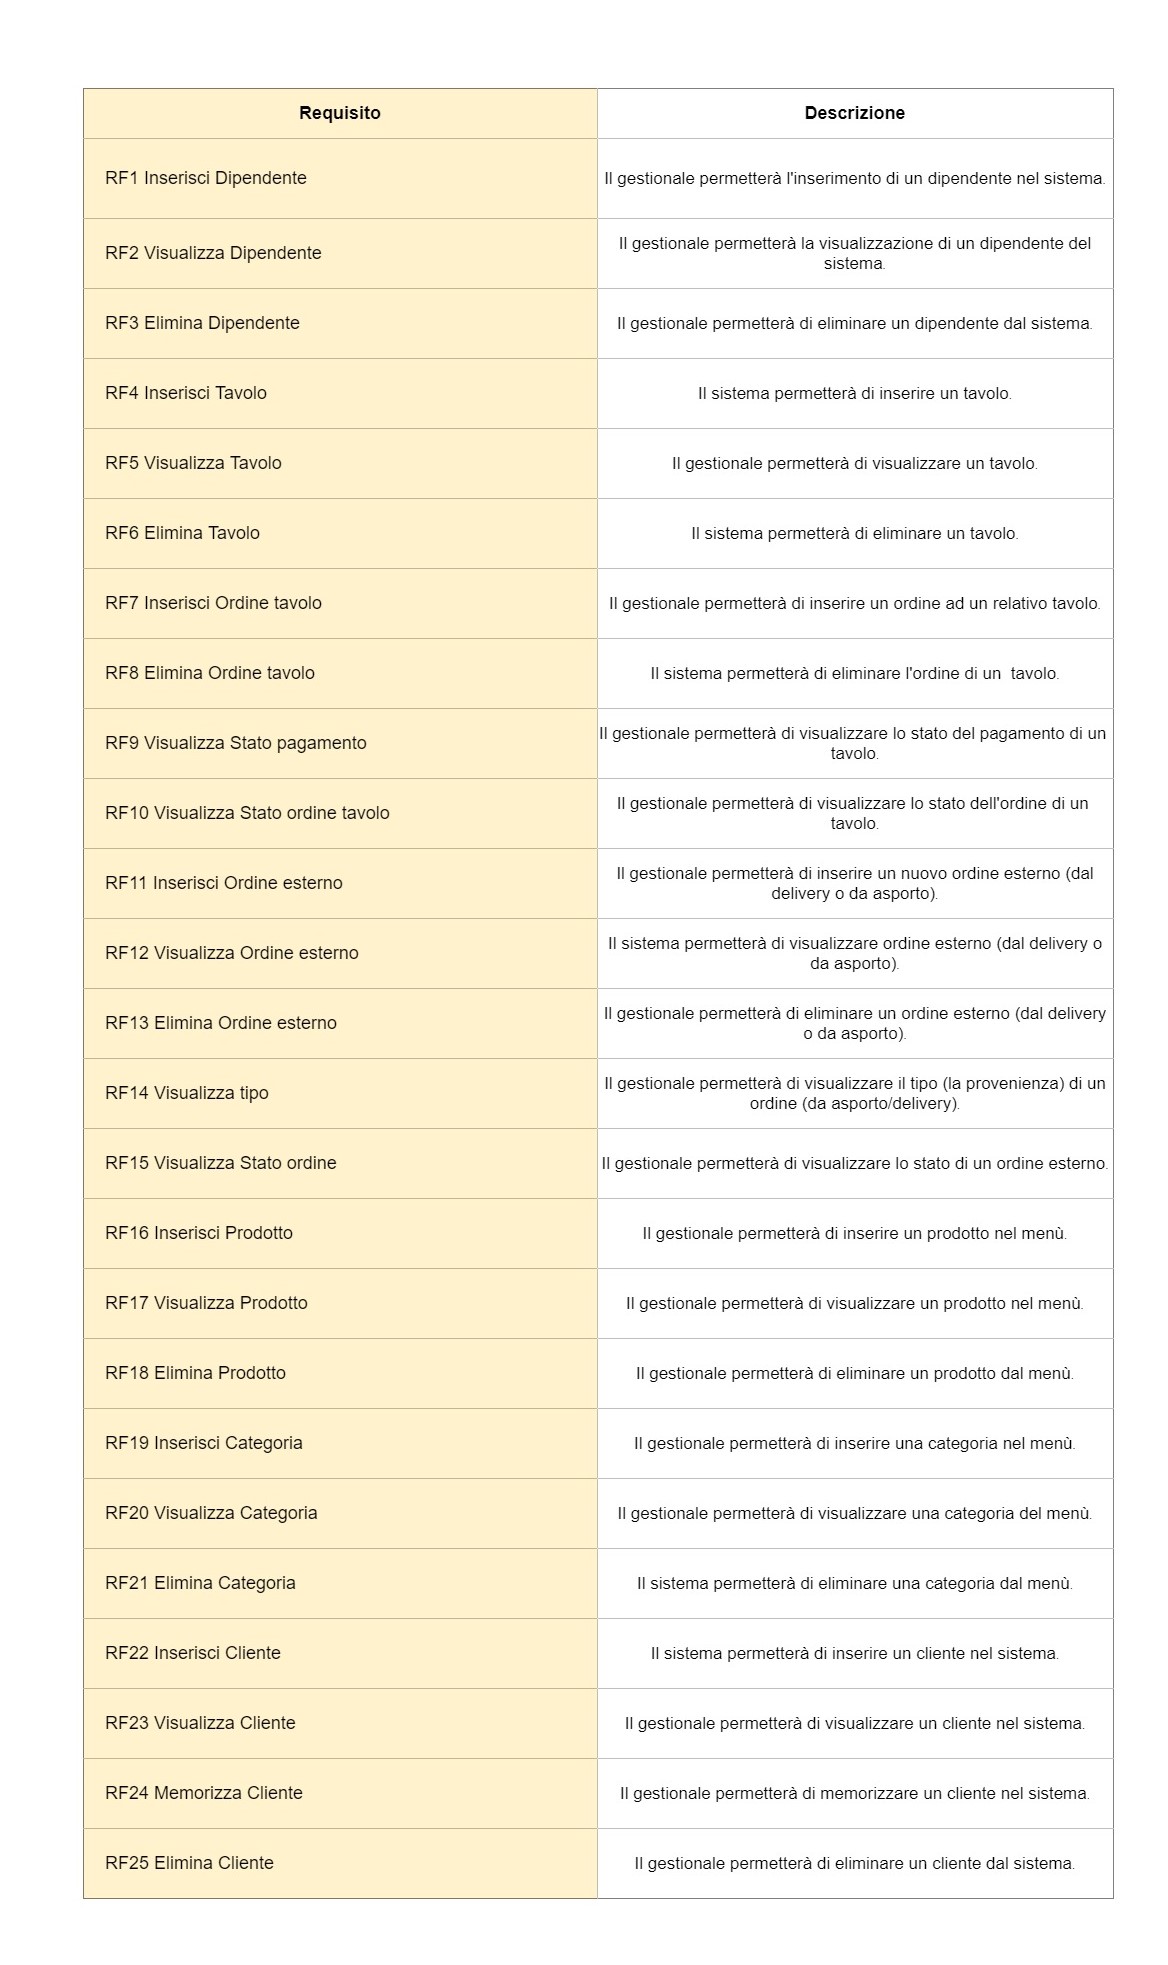 Requisito
Descrizione
RF1 Inserisci Dipendente
Il gestionale permetterà l'inserimento di un dipendente nel sistema.
RF2 Visualizza Dipendente
Il gestionale permetterà la visualizzazione di un dipendente del
sistema.
RF3 Elimina Dipendente
Il gestionale permetterà di eliminare un dipendente dal sistema.
RF4 Inserisci Tavolo
Il sistema permetterà di inserire un tavolo.
RF5 Visualizza Tavolo
Il gestionale permetterà di visualizzare un tavolo.
RF6 Elimina Tavolo
Il sistema permetterà di eliminare un tavolo.
RF7 Inserisci Ordine tavolo
Il gestionale permetterà di inserire un ordine ad un relativo tavolo.
RF8 Elimina Ordine tavolo
Il sistema permetterà di eliminare l'ordine di un  tavolo.
RF9 Visualizza Stato pagamento
Il gestionale permetterà di visualizzare lo stato del pagamento di un
tavolo.
RF10 Visualizza Stato ordine tavolo
Il gestionale permetterà di visualizzare lo stato dell'ordine di un
tavolo.
RF11 Inserisci Ordine esterno
Il gestionale permetterà di inserire un nuovo ordine esterno (dal
delivery o da asporto).
RF12 Visualizza Ordine esterno
Il sistema permetterà di visualizzare ordine esterno (dal delivery o
da asporto).
RF13 Elimina Ordine esterno
Il gestionale permetterà di eliminare un ordine esterno (dal delivery
o da asporto).
RF14 Visualizza tipo
Il gestionale permetterà di visualizzare il tipo (la provenienza) di un
ordine (da asporto/delivery).
RF15 Visualizza Stato ordine
Il gestionale permetterà di visualizzare lo stato di un ordine esterno.
RF16 Inserisci Prodotto
Il gestionale permetterà di inserire un prodotto nel menù.
RF17 Visualizza Prodotto
Il gestionale permetterà di visualizzare un prodotto nel menù.
RF18 Elimina Prodotto
Il gestionale permetterà di eliminare un prodotto dal menù.
RF19 Inserisci Categoria
Il gestionale permetterà di inserire una categoria nel menù.
RF20 Visualizza Categoria
Il gestionale permetterà di visualizzare una categoria del menù.
RF21 Elimina Categoria
Il sistema permetterà di eliminare una categoria dal menù.
RF22 Inserisci Cliente
Il sistema permetterà di inserire un cliente nel sistema.
RF23 Visualizza Cliente
Il gestionale permetterà di visualizzare un cliente nel sistema.
RF24 Memorizza Cliente
Il gestionale permetterà di memorizzare un cliente nel sistema.
RF25 Elimina Cliente
Il gestionale permetterà di eliminare un cliente dal sistema.